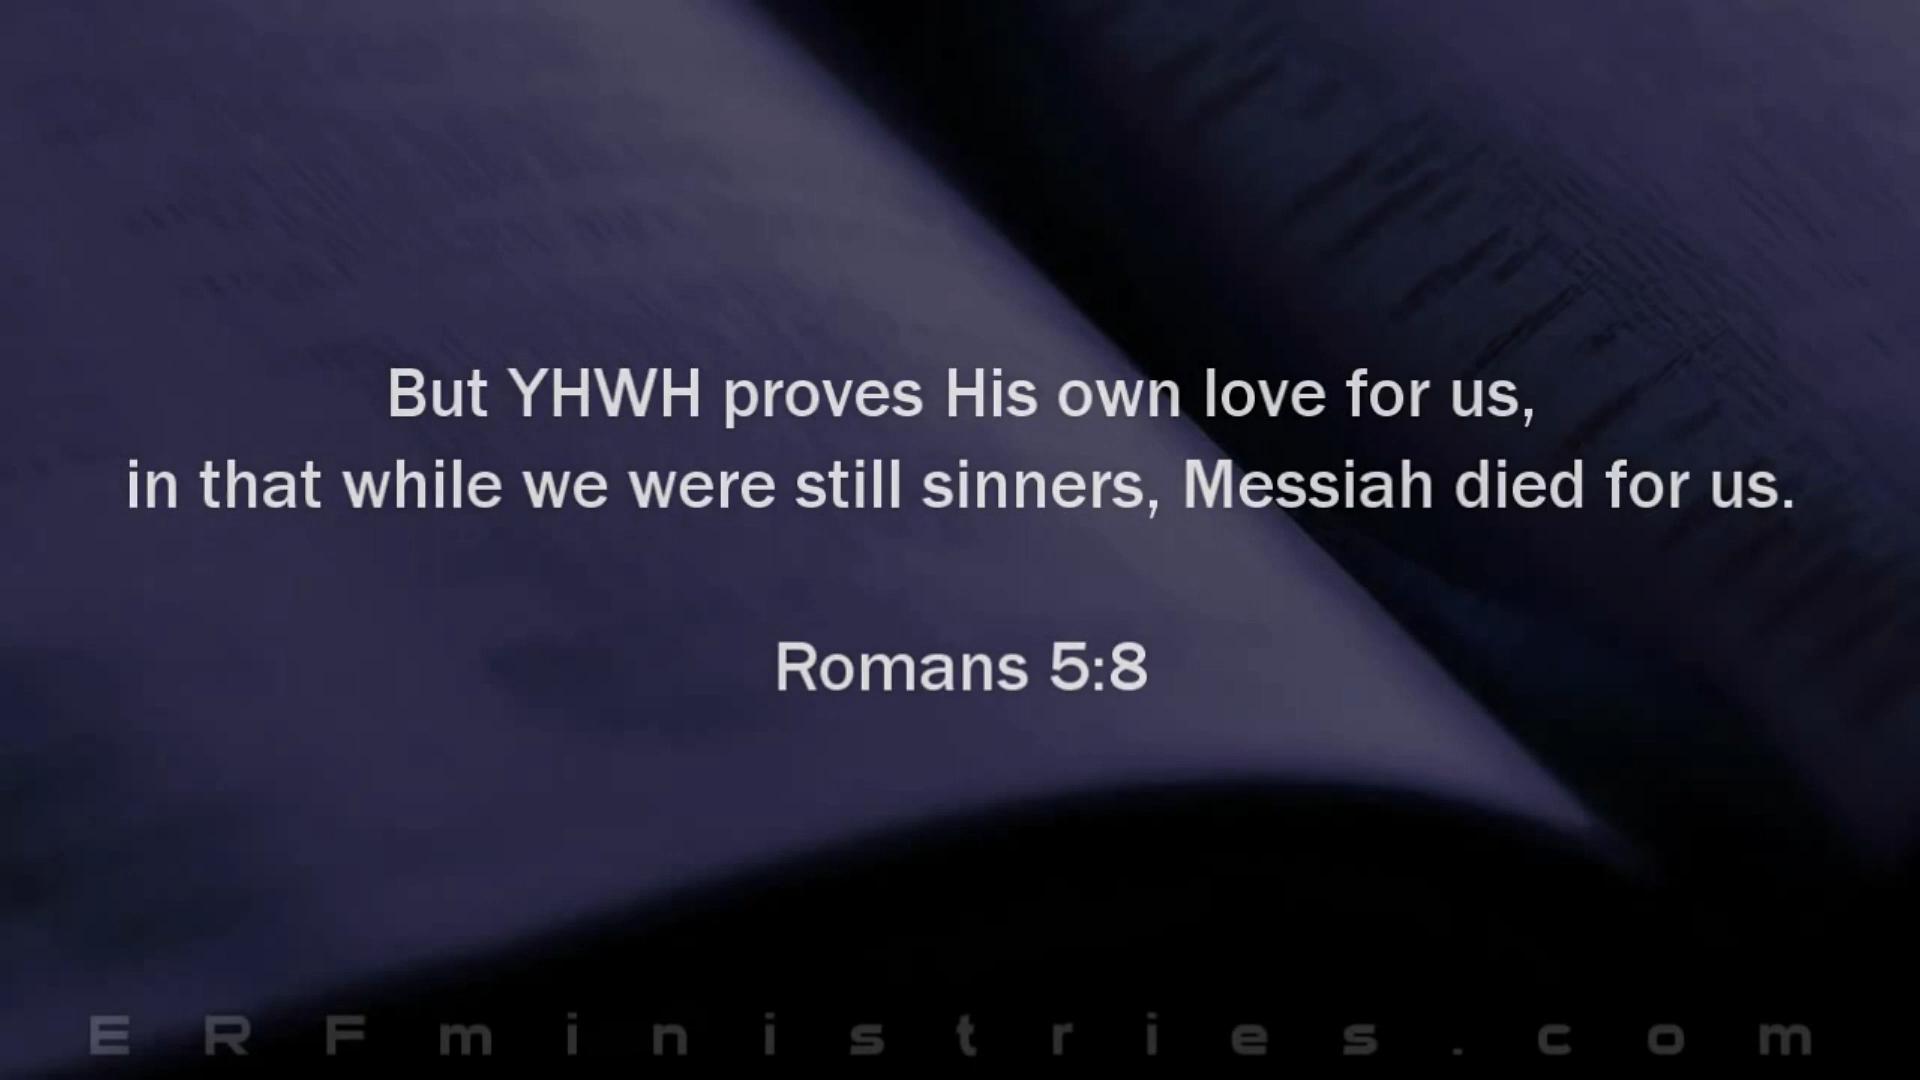 But YHWH proves His own love for us,
in that while we were still sinners, Messiah died for us.
Romans 5:8
ERFministries.com